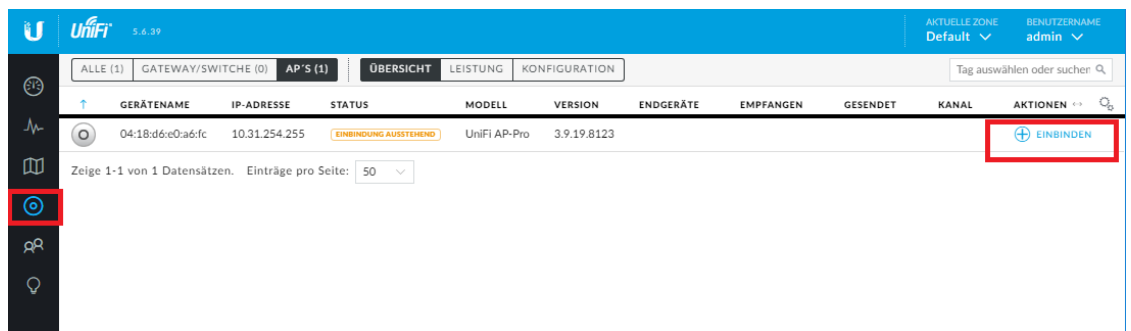 UniFi 5.6.39 AKTUELLE ZONE BENUTZERNAME
Default admin
ALLE (1) GATEWAY/SWITCHE (0) AP´S (1) ÜBERSICHT LEISTUNG KONFIGURATION Tag auswählen oder sucher
GERÄTENAME IP-ADRESSE STATUS MODELL VERSION ENDGERÄTE EMPFANGEN GESENDET KANAL AKTIONEN
04:18:d6:e0:a6:fc 10.31.254.255 EINBINDUNG AUSSTEHEND UniFi AP-Pro 3.9.19.8123 EINBINDEN
Zeige 1-1 von 1 Datensätzen. Einträge pro Seite: 50